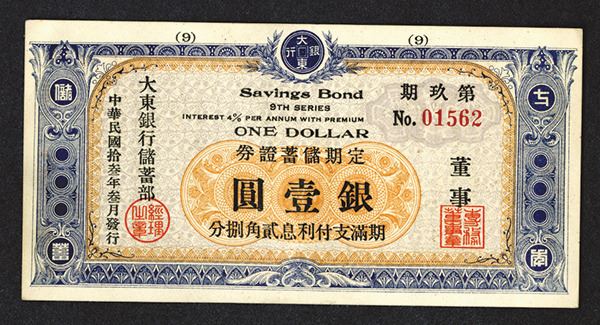 (9)
(9)
銀大行東
Savings Bond
9TH SERIES
INTEREST 4% PER ANNUM WITH PREMIUM
ONE DOLLAR
期玖第
No. 01562
券證蓄儲期定
圓壹銀
分捌角貳息利付支滿期
董事
大東銀行儲蓄部
中華民國拾叁年叁月發行
儲
蓄